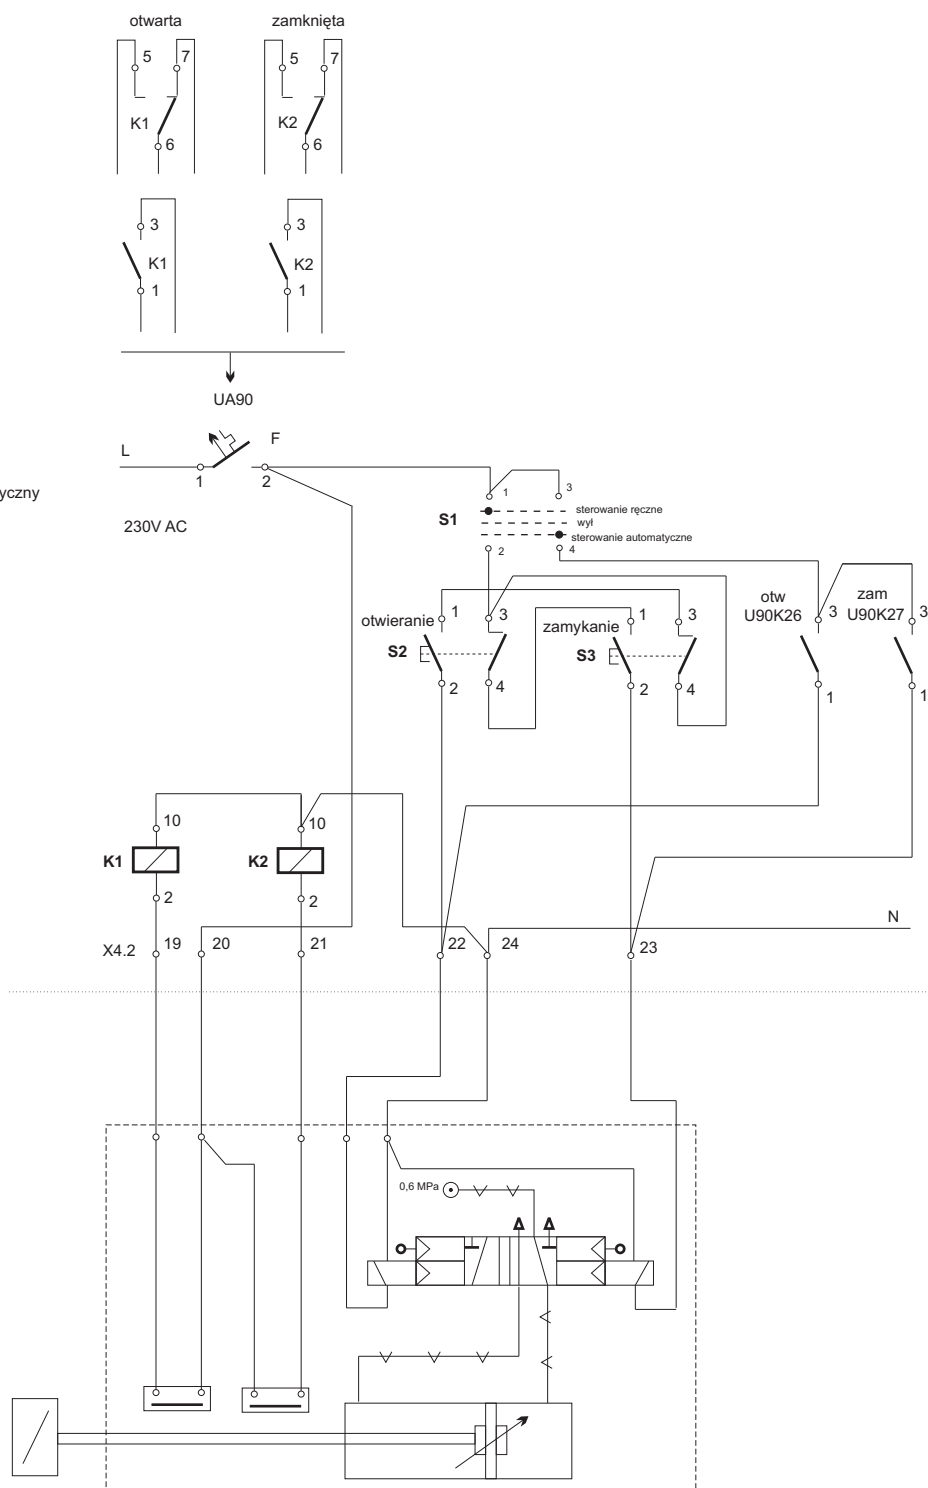 otwarta zamknięta
5 7 5 7
K1 K2
6 6
3 3
K1 K2
1 1
UA90
L F
1 2
yczny
230V AC
1 3
S1 sterowanie ręczne
wył
sterowanie automatyczne
2 4
otw zam
U90K26 3 U90K27 3
otwieranie 1 3 zamykanie 1 3
S2 S3
2 4 2 4 1 1
10 10
K1 K2
2 2
N
X4.2 19 20 21 22 24 23
0,6 MPa